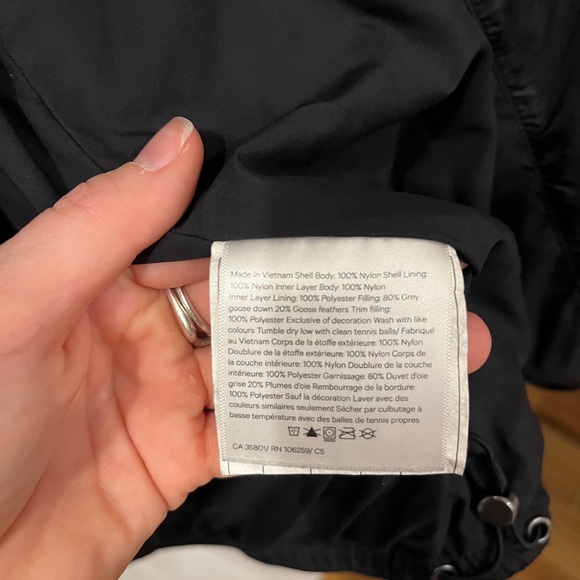 Made in Vietnam Shell Body: 100% Nylon Shell Lining:
100% Nylon Inner Layer Body: 100% Nylon
Inner Layer Lining: 100% Polyester Filling: 80% Grey
goose down 20% Goose feathers Trim filling:
100% Polyester Exclusive of decoration Wash with like
colours Tumble dry low with clean tennis balls/ Fabriqué
au Vietnam Corps de la étoffe extérieure: 100% Nylon
Doublure de la étoffe extérieure: 100% Nylon Corps de
la couche intérieure: 100% Nylon Doublure de la couche
intérieure: 100% Polyester Garnissage: 80% Duvet d'oie
grise 20% Plumes d'oie Rembourrage de la bordure:
100% Polyester Sauf la décoration Laver avec des
couleurs similaires seulement Sécher par culbutage à
basse température avec des balles de tennis propres
CA 35801/ RN 106259/ C5